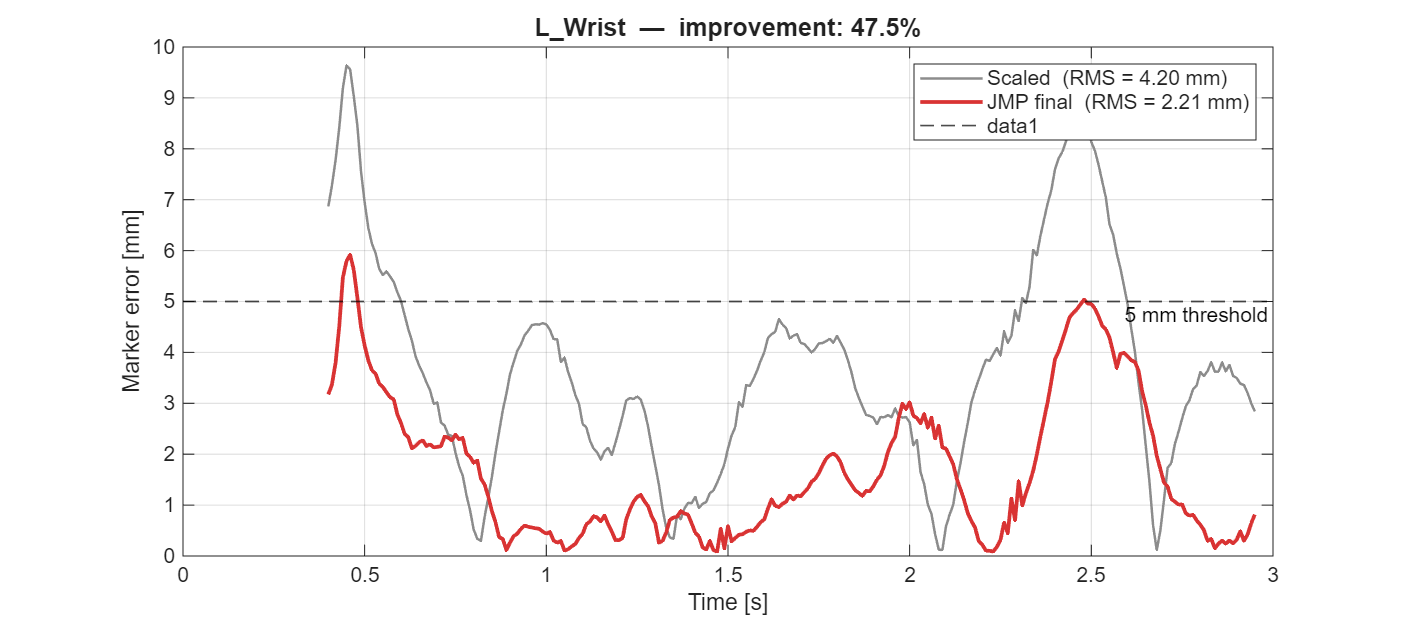 L_Wrist — improvement: 47.5%
Scaled (RMS = 4.20 mm)
JMP final (RMS = 2.21 mm)
data1
5 mm threshold
Marker error [mm]
10
9
8
7
6
5
4
3
2
1
0
0 0.5 1 1.5 2 2.5 3
Time [s]